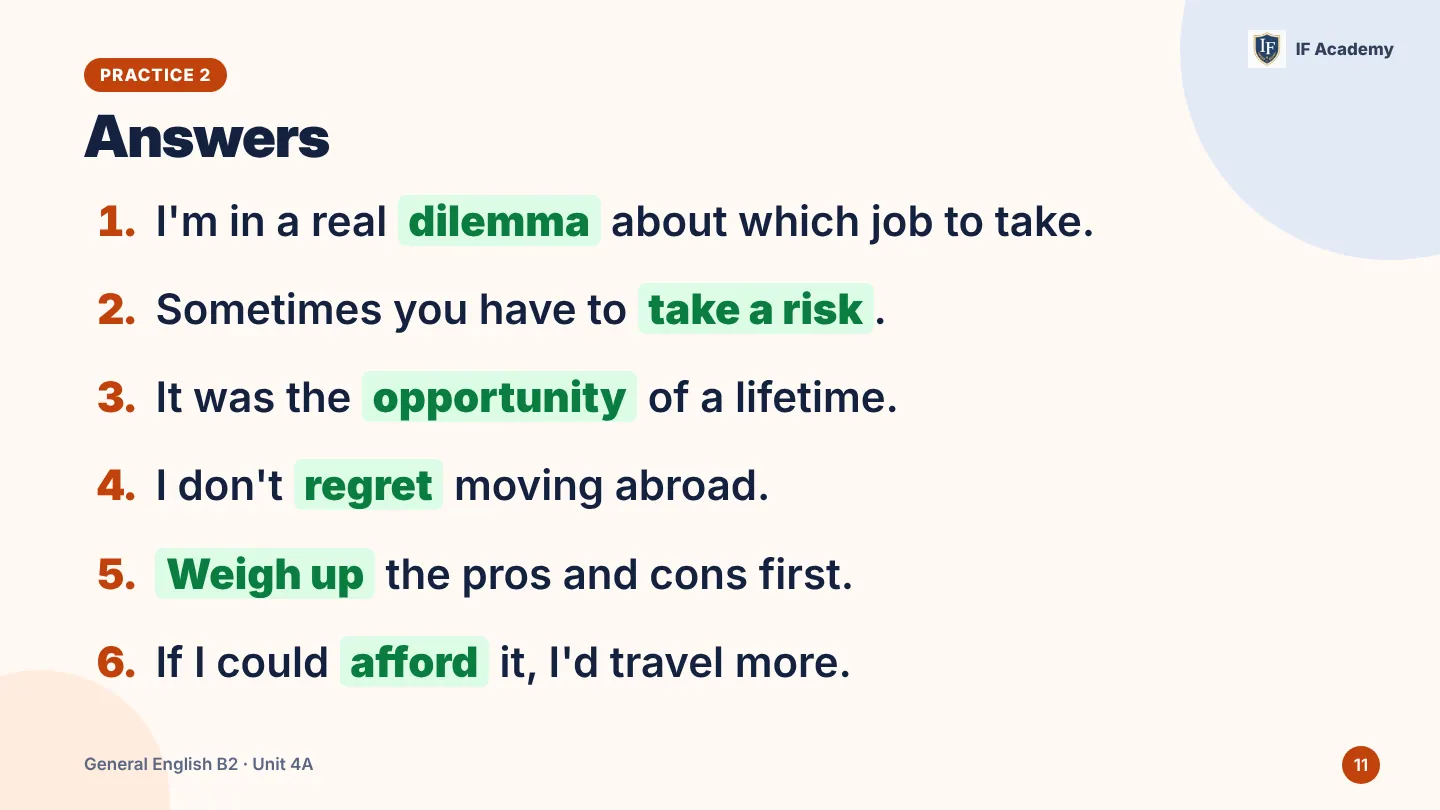 IF Academy
PRACTICE 2
Answers
1. I'm in a real dilemma about which job to take.
2. Sometimes you have to take a risk.
3. It was the opportunity of a lifetime.
4. I don't regret moving abroad.
5. Weigh up the pros and cons first.
6. If I could afford it, I'd travel more.
General English B2 · Unit 4A
11